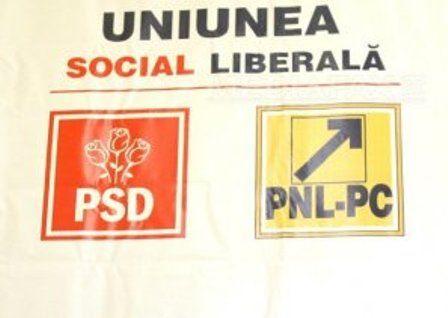 UNIUNEA
SOCIAL LIBERALĂ
PSD
PNL-PC